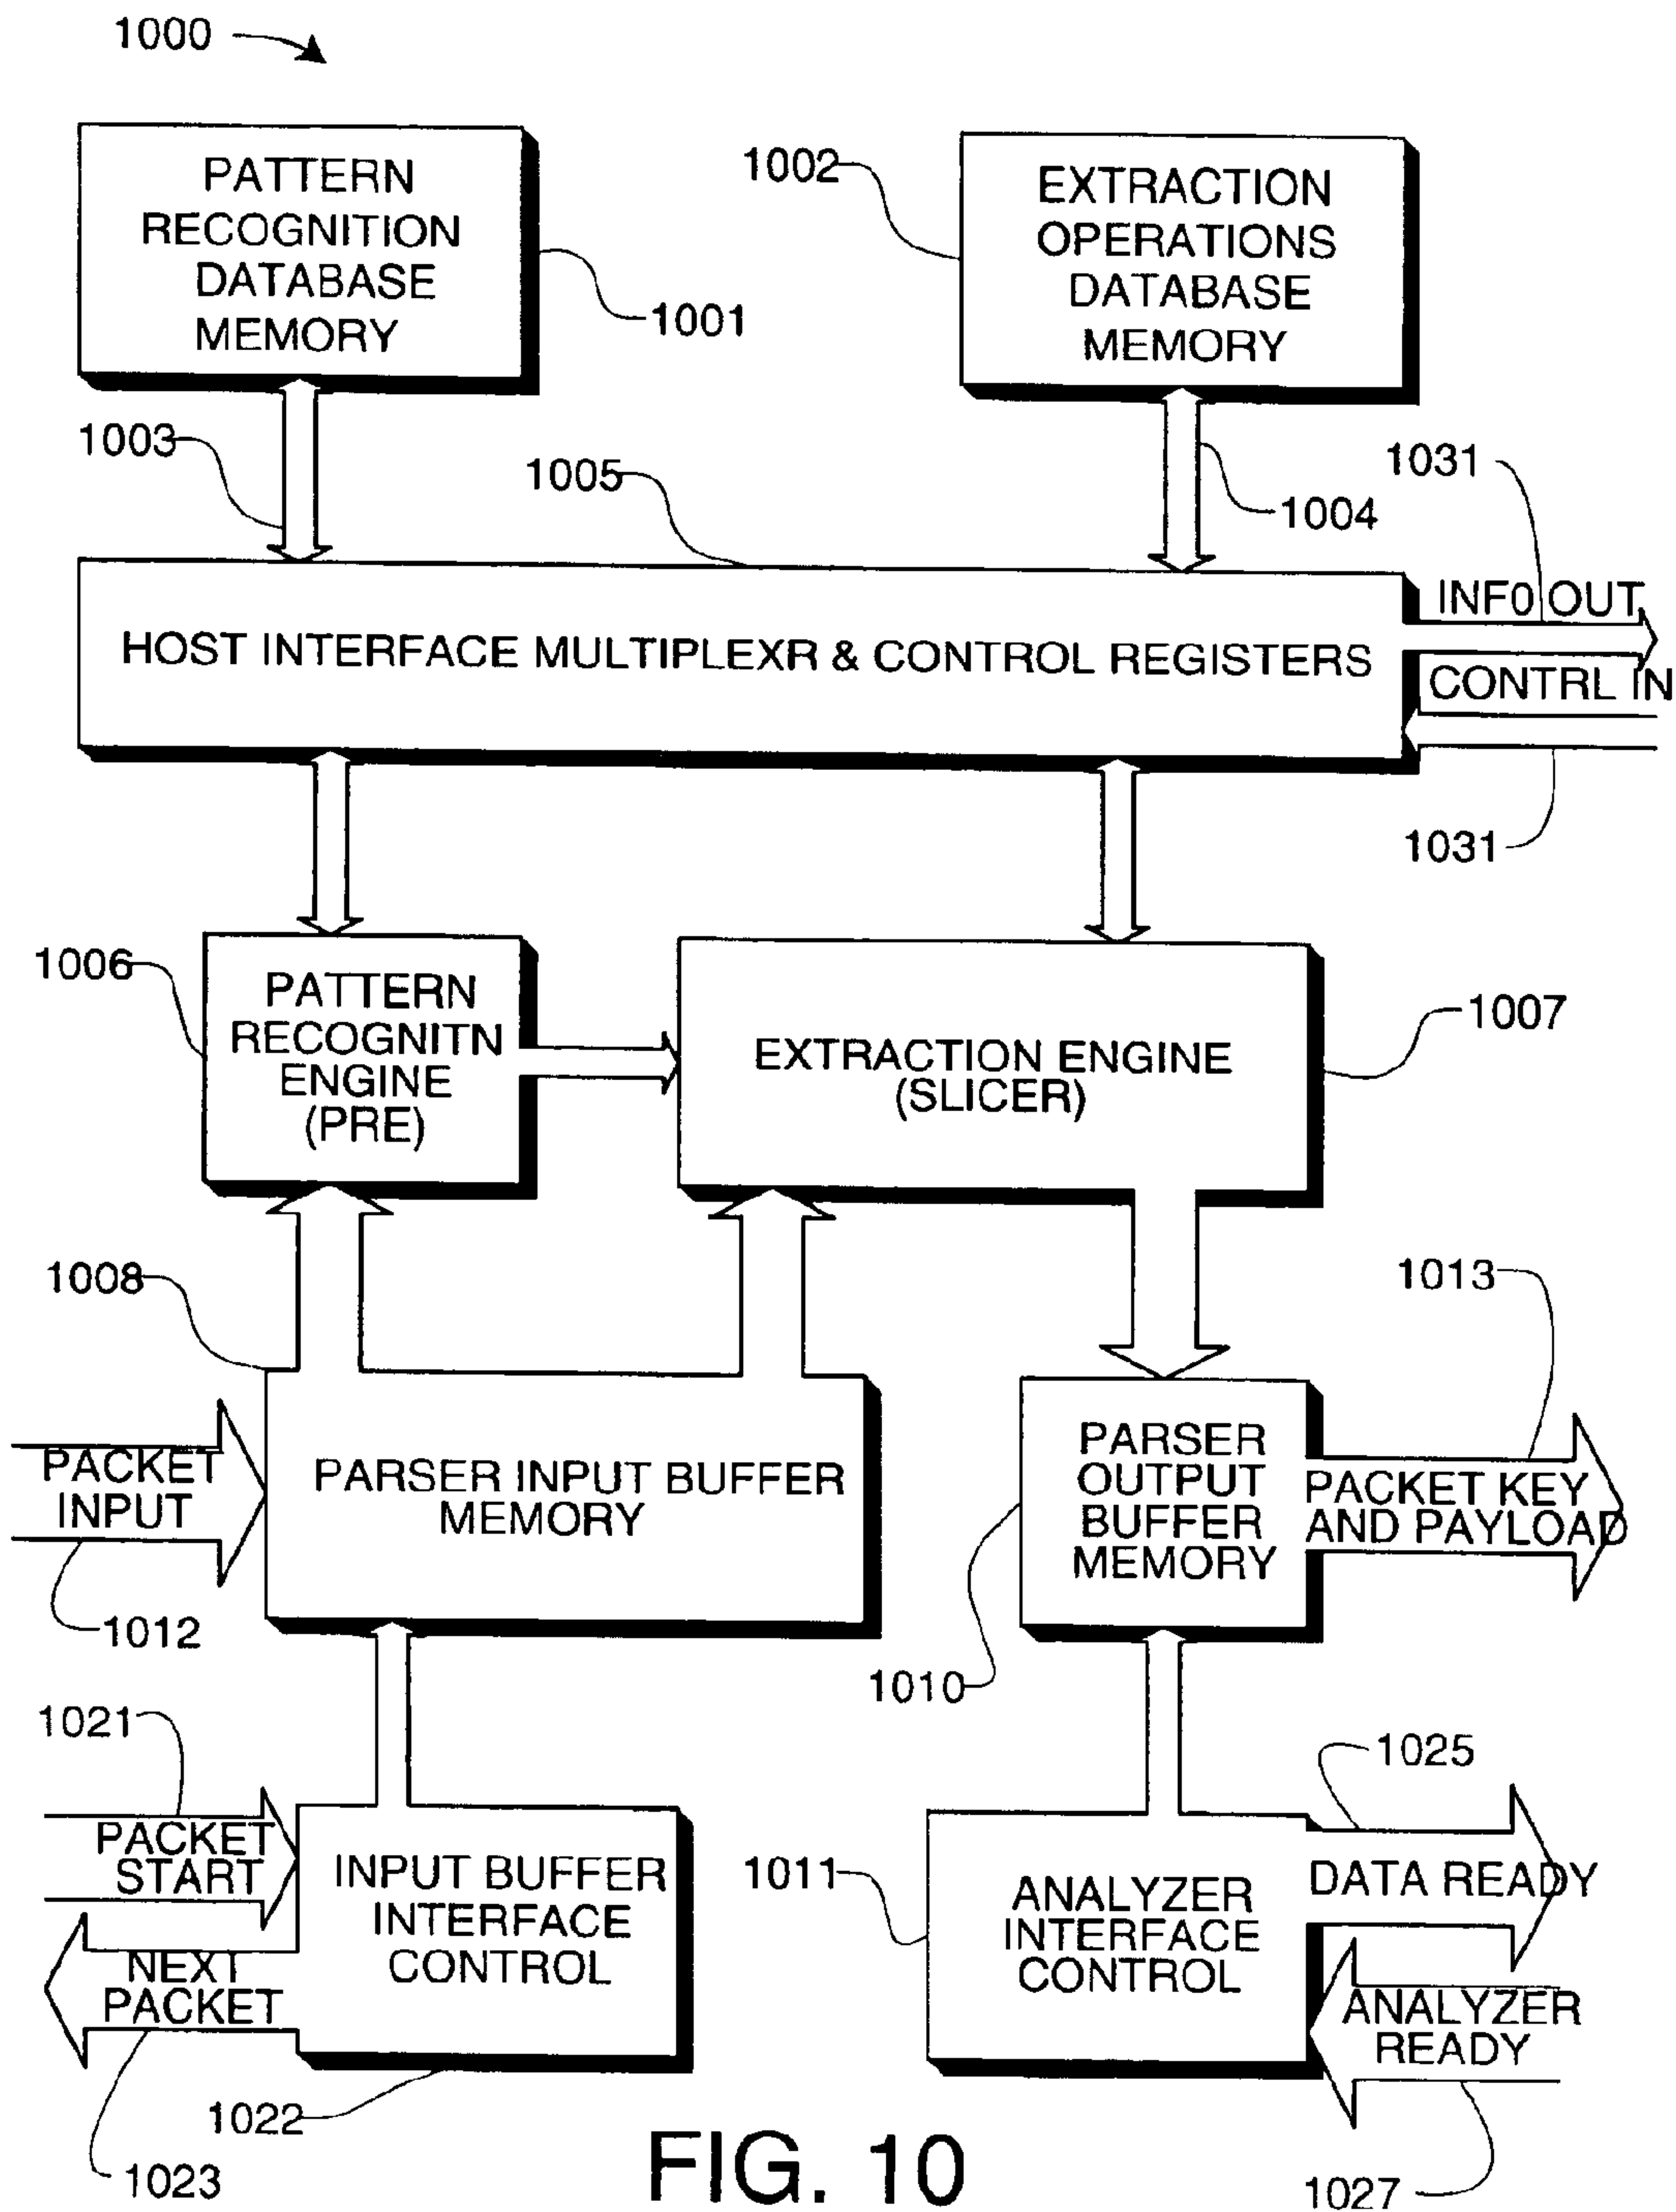 1000
PATTERN
RECOGNITION
DATABASE
MEMORY
1001
1002
EXTRACTION
OPERATIONS
DATABASE
MEMORY
1003
1005
1004
1031
HOST INTERFACE MULTIPLEXR & CONTROL REGISTERS
INFO OUT
CONTRL IN
1031
1006
PATTERN
RECOGNITN
ENGINE
(PRE)
EXTRACTION ENGINE
(SLICER)
1007
1008
1013
PACKET
INPUT
1012
PARSER INPUT BUFFER
MEMORY
PARSER
OUTPUT
BUFFER
MEMORY
1010
PACKET KEY
AND PAYLOAD
1021
PACKET
START
NEXT
PACKET
INPUT BUFFER
INTERFACE
CONTROL
1022
1023
1011
ANALYZER
INTERFACE
CONTROL
1025
DATA READY
ANALYZER
READY
1027
FIG. 10